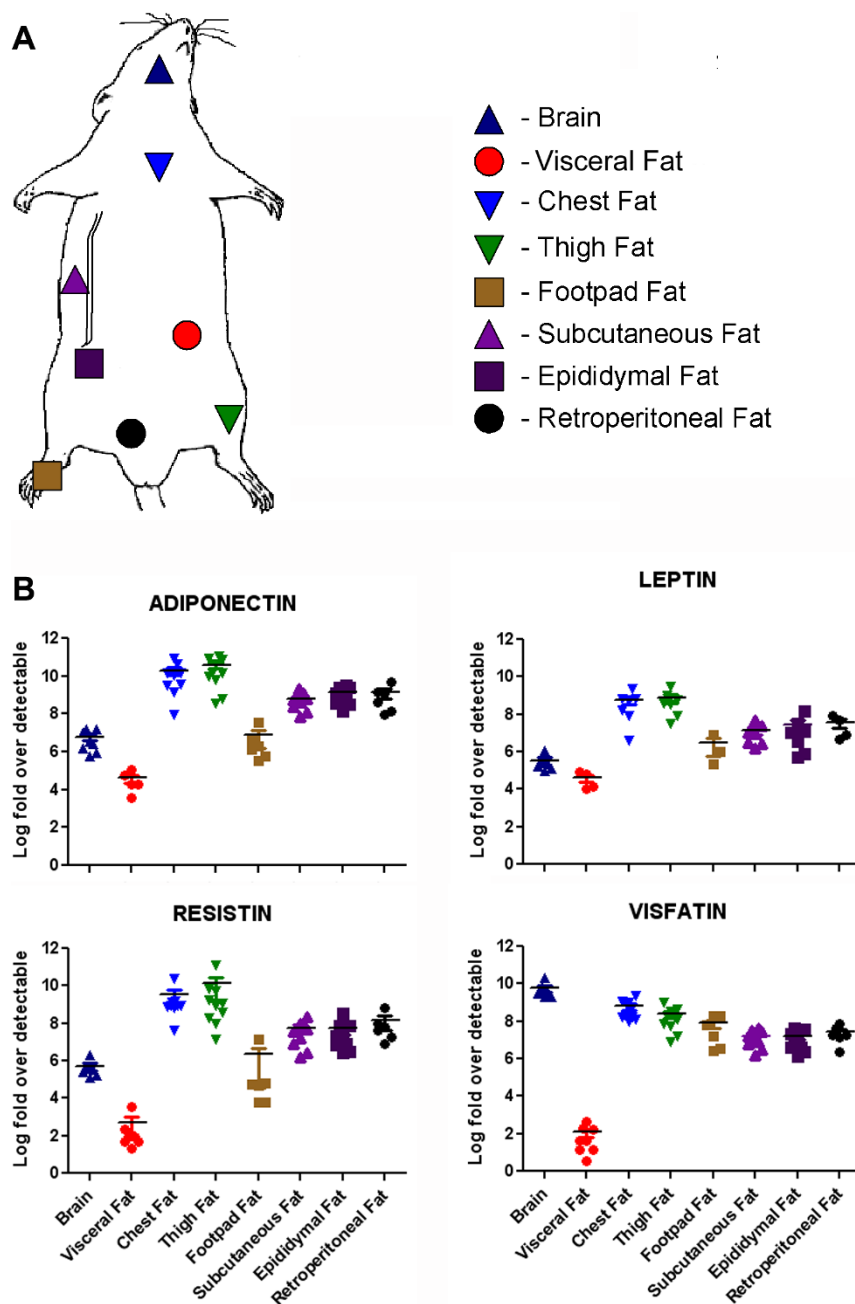 A
- Brain
- Visceral Fat
- Chest Fat
- Thigh Fat
- Footpad Fat
- Subcutaneous Fat
- Epididymal Fat
- Retroperitoneal Fat
B
ADIPONECTIN
Log fold over detectable
12
10
8
6
4
2
0
LEPTIN
Log fold over detectable
12
10
8
6
4
2
0
RESISTIN
Log fold over detectable
12
10
8
6
4
2
0
Brain
Visceral Fat
Chest Fat
Thigh Fat
Footpad Fat
Subcutaneous Fat
Epididymal Fat
Retroperitoneal Fat
VISFATIN
Log fold over detectable
12
10
8
6
4
2
0
Brain
Visceral Fat
Chest Fat
Thigh Fat
Footpad Fat
Subcutaneous Fat
Epididymal Fat
Retroperitoneal Fat